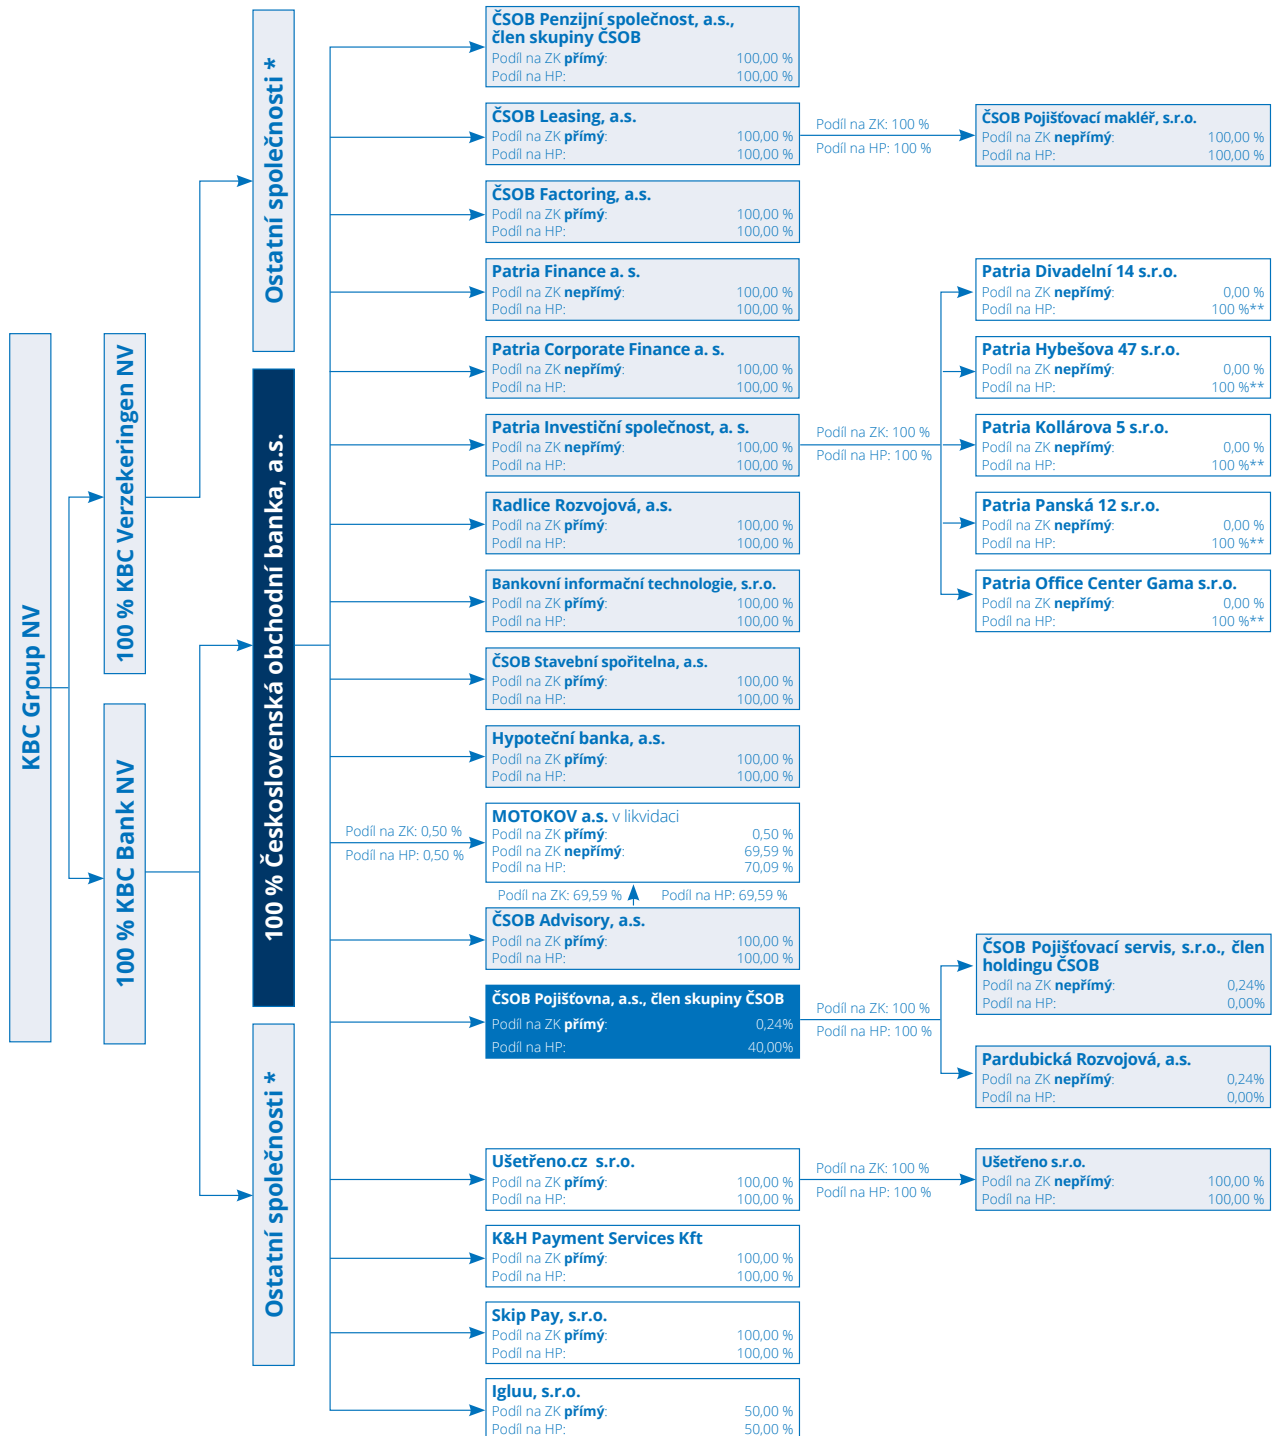 KBC Group NV
100 % KBC Verzekeringen NV
100 % KBC Bank NV
Ostatní společnosti *
100 % Československá obchodní banka, a.s.
Ostatní společnosti *
ČSOB Penzijní společnost, a.s.,
člen skupiny ČSOB
Podíl na ZK přímý: 100,00 %
Podíl na HP: 100,00 %
ČSOB Leasing, a.s.
Podíl na ZK přímý: 100,00 %
Podíl na HP: 100,00 %
Podíl na ZK: 100 %
Podíl na HP: 100 %
ČSOB Pojišťovací makléř, s.r.o.
Podíl na ZK nepřímý: 100,00 %
Podíl na HP: 100,00 %
ČSOB Factoring, a.s.
Podíl na ZK přímý: 100,00 %
Podíl na HP: 100,00 %
Patria Finance a. s.
Podíl na ZK nepřímý: 100,00 %
Podíl na HP: 100,00 %
Patria Corporate Finance a. s.
Podíl na ZK nepřímý: 100,00 %
Podíl na HP: 100,00 %
Patria Investiční společnost, a. s.
Podíl na ZK nepřímý: 100,00 %
Podíl na HP: 100,00 %
Podíl na ZK: 100 %
Podíl na HP: 100 %
Patria Divadelní 14 s.r.o.
Podíl na ZK nepřímý: 0,00 %
Podíl na HP: 100 %**
Patria Hybešova 47 s.r.o.
Podíl na ZK nepřímý: 0,00 %
Podíl na HP: 100 %**
Patria Kollárova 5 s.r.o.
Podíl na ZK nepřímý: 0,00 %
Podíl na HP: 100 %**
Patria Panská 12 s.r.o.
Podíl na ZK nepřímý: 0,00 %
Podíl na HP: 100 %**
Patria Office Center Gama s.r.o.
Podíl na ZK nepřímý: 0,00 %
Podíl na HP: 100 %**
Radlice Rozvojová, a.s.
Podíl na ZK přímý: 100,00 %
Podíl na HP: 100,00 %
Bankovní informační technologie, s.r.o.
Podíl na ZK přímý: 100,00 %
Podíl na HP: 100,00 %
ČSOB Stavební spořitelna, a.s.
Podíl na ZK přímý: 100,00 %
Podíl na HP: 100,00 %
Hypoteční banka, a.s.
Podíl na ZK přímý: 100,00 %
Podíl na HP: 100,00 %
Podíl na ZK: 0,50 %
Podíl na HP: 0,50 %
MOTOKOV a.s. v likvidaci
Podíl na ZK přímý: 0,50 %
Podíl na ZK nepřímý: 69,59 %
Podíl na HP: 70,09 %
Podíl na ZK: 69,59 % Podíl na HP: 69,59 %
ČSOB Advisory, a.s.
Podíl na ZK přímý: 100,00 %
Podíl na HP: 100,00 %
ČSOB Pojišťovna, a.s., člen skupiny ČSOB
Podíl na ZK přímý: 0,24%
Podíl na HP: 40,00%
Podíl na ZK: 100 %
Podíl na HP: 100 %
ČSOB Pojišťovací servis, s.r.o., člen
holdingu ČSOB
Podíl na ZK nepřímý: 0,24%
Podíl na HP: 0,00%
Pardubická Rozvojová, a.s.
Podíl na ZK nepřímý: 0,24%
Podíl na HP: 0,00%
Ušetřeno.cz s.r.o.
Podíl na ZK přímý: 100,00 %
Podíl na HP: 100,00 %
Podíl na ZK: 100 %
Podíl na HP: 100 %
Ušetřeno s.r.o.
Podíl na ZK nepřímý: 100,00 %
Podíl na HP: 100,00 %
K&H Payment Services Kft
Podíl na ZK přímý: 100,00 %
Podíl na HP: 100,00 %
Skip Pay, s.r.o.
Podíl na ZK přímý: 100,00 %
Podíl na HP: 100,00 %
Igluu, s.r.o.
Podíl na ZK přímý: 50,00 %
Podíl na HP: 50,00 %